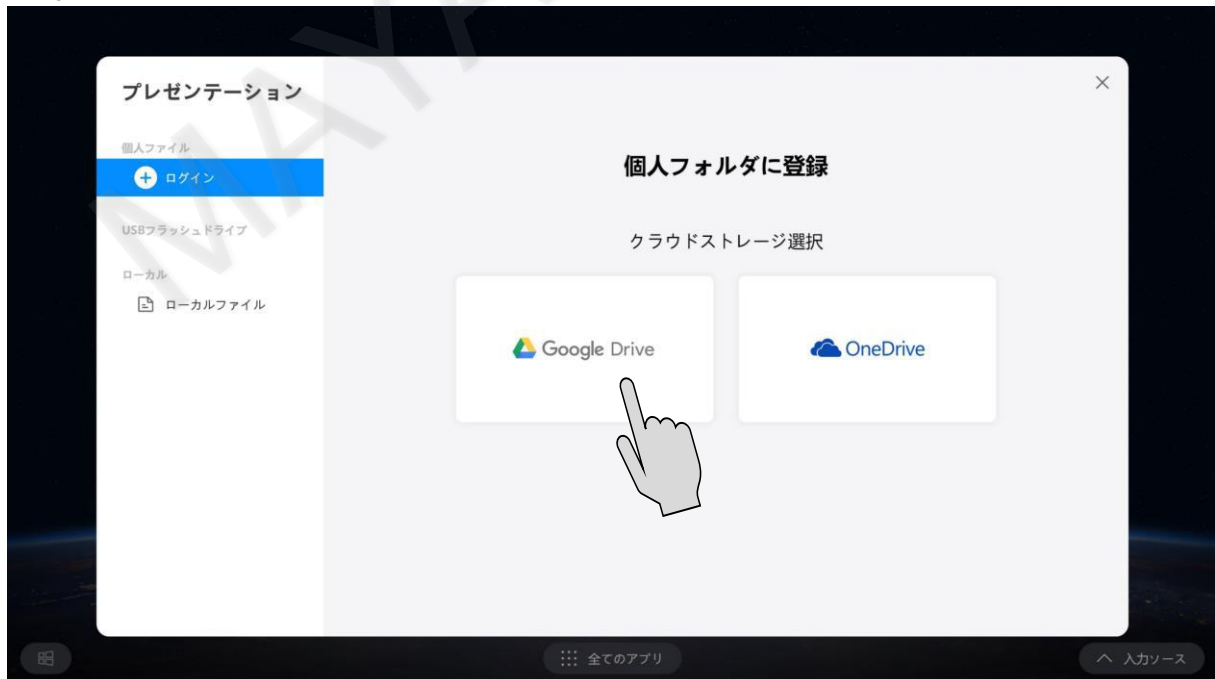 プレゼンテーション
個人ファイル
ログイン
USBフラッシュドライブ
ローカル
ローカルファイル
個人フォルダに登録
クラウドストレージ選択
Google Drive
OneDrive
全てのアプリ
入力ソース